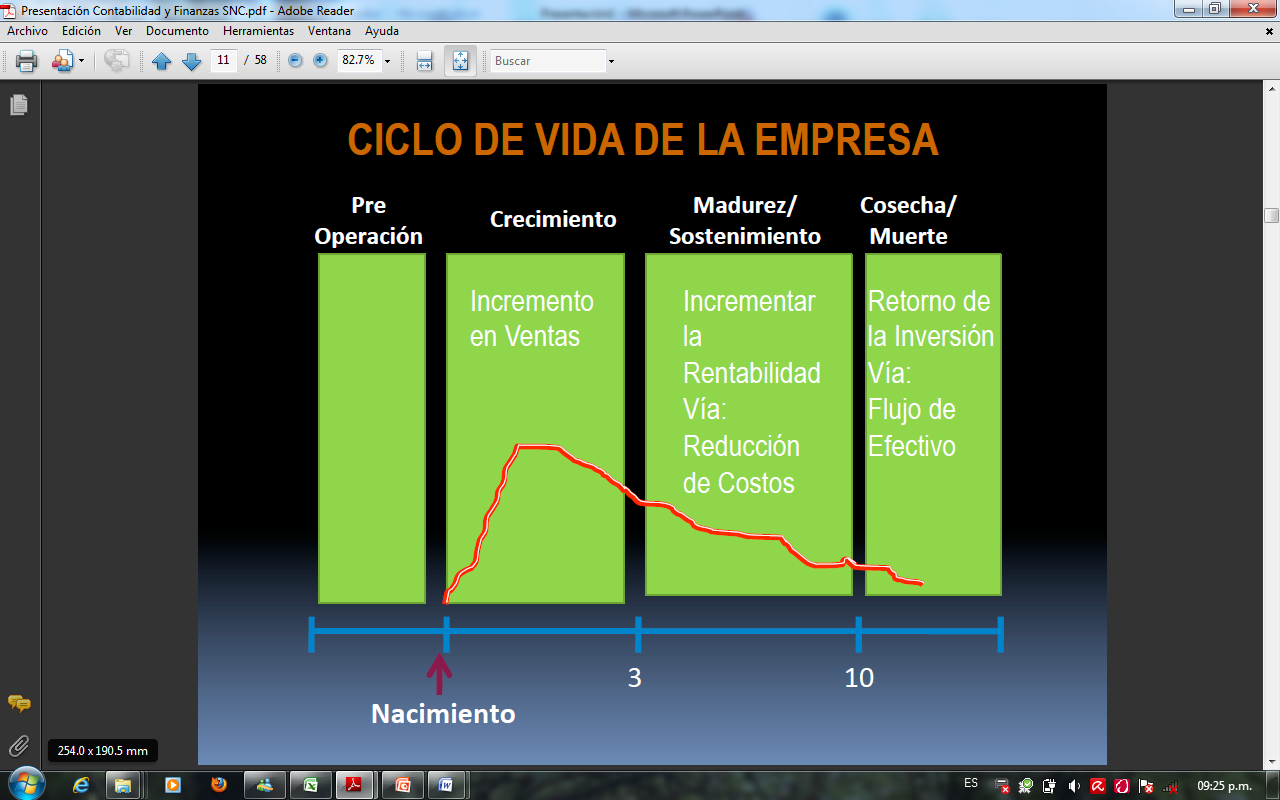 Presentación Contabilidad y Finanzas SNC.pdf - Adobe Reader
Archivo Edición Ver Documento Herramientas Ventana Ayuda
11 / 58 82.7% Buscar
CICLO DE VIDA DE LA EMPRESA
Pre
Operación
Crecimiento
Madurez/
Sostenimiento
Cosecha/
Muerte
Incremento
en Ventas
Incrementar
la
Rentabilidad
Vía:
Reducción
de Costos
Retorno de
la Inversión
Vía:
Flujo de
Efectivo
3
10
Nacimiento
254.0 x 190.5 mm
ES
09:25 p.m.